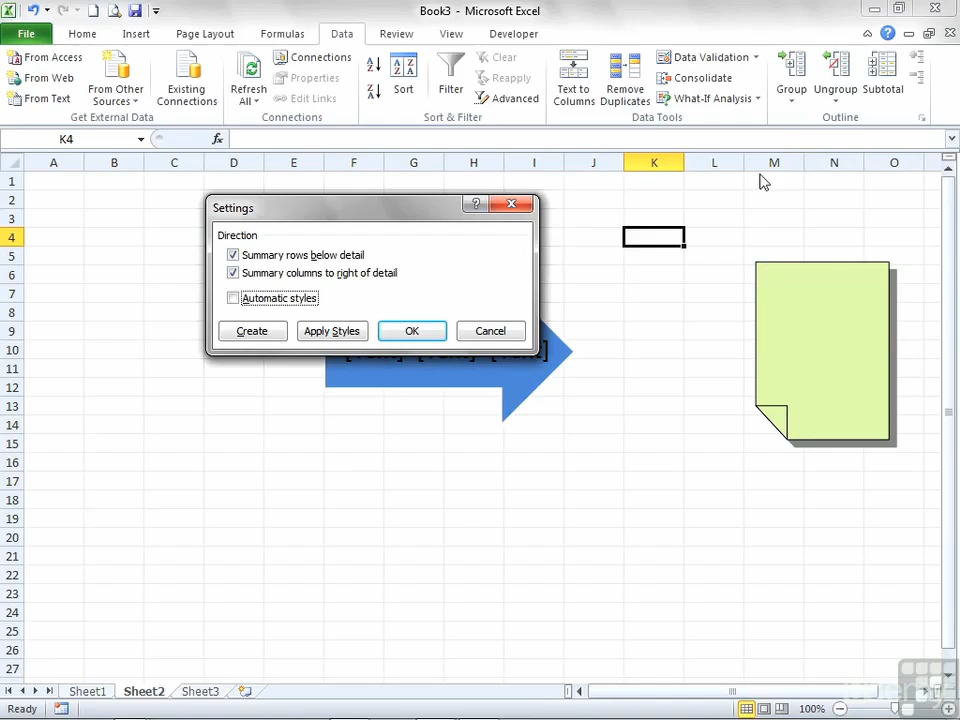 Book3 - Microsoft Excel
File Home Insert Page Layout Formulas Data Review View Developer
From Access
From Web
From Text
From Other Sources
Existing Connections
Get External Data
Refresh All
Connections
Properties
Edit Links
Connections
Sort
Filter
Clear
Reapply
Advanced
Sort & Filter
Text to Columns
Remove Duplicates
Data Validation
Consolidate
What-If Analysis
Data Tools
Group
Ungroup
Subtotal
Outline
K4
fx
A B C D E F G H I J K L M N O
1
2
3
4
5
6
7
8
9
10
11
12
13
14
15
16
17
18
19
20
21
22
23
24
25
26
27
Settings
Direction
Summary rows below detail
Summary columns to right of detail
Automatic styles
Create Apply Styles OK Cancel
[Text] [Text] [Text]
Sheet1 Sheet2 Sheet3
Ready
100%